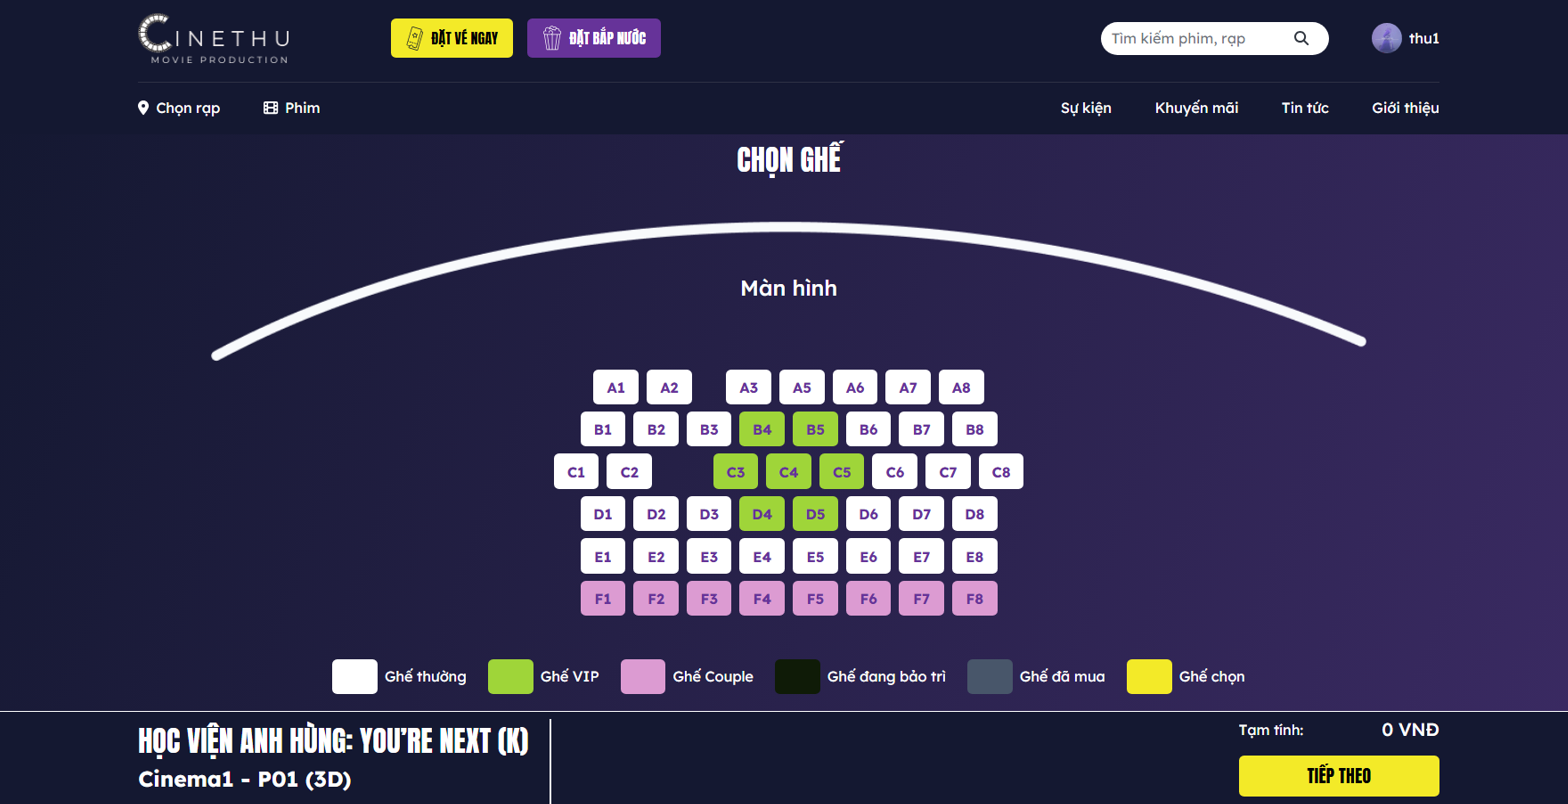 CINETHU
MOVIE PRODUCTION
ĐẶT VÉ NGAY
ĐẶT BẮP NƯỚC
Tìm kiếm phim, rạp
thu1
Chọn rạp
Phim
Sự kiện
Khuyến mãi
Tin tức
Giới thiệu
CHỌN GHẾ
Màn hình
A1 A2 A3 A5 A6 A7 A8
B1 B2 B3 B4 B5 B6 B7 B8
C1 C2 C3 C4 C5 C6 C7 C8
D1 D2 D3 D4 D5 D6 D7 D8
E1 E2 E3 E4 E5 E6 E7 E8
F1 F2 F3 F4 F5 F6 F7 F8
Ghế thường
Ghế VIP
Ghế Couple
Ghế đang bảo trì
Ghế đã mua
Ghế chọn
HỌC VIỆN ANH HÙNG: YOU’RE NEXT (K)
Cinema1 - P01 (3D)
Tạm tính: 0 VNĐ
TIẾP THEO